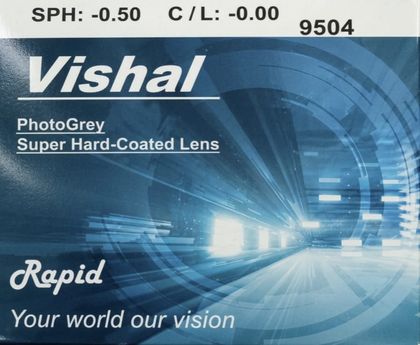 SPH: -0.50 C / L: -0.00
9504
Vishal
PhotoGrey
Super Hard-Coated Lens
Rapid
Your world our vision